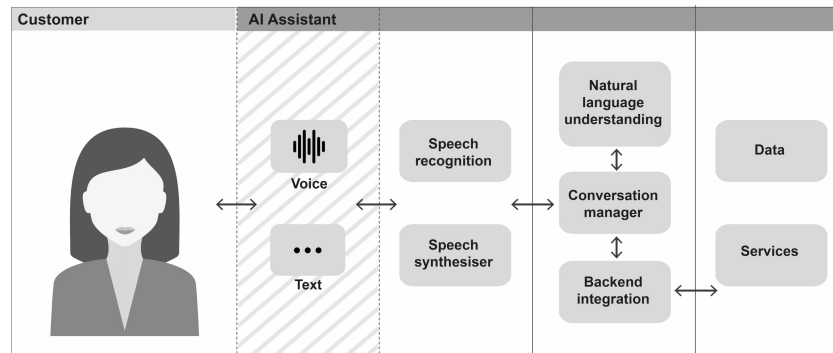 Customer
AI Assistant
Voice
Text
Speech
recognition
Speech
synthesiser
Natural
language
understanding
Conversation
manager
Backend
integration
Data
Services